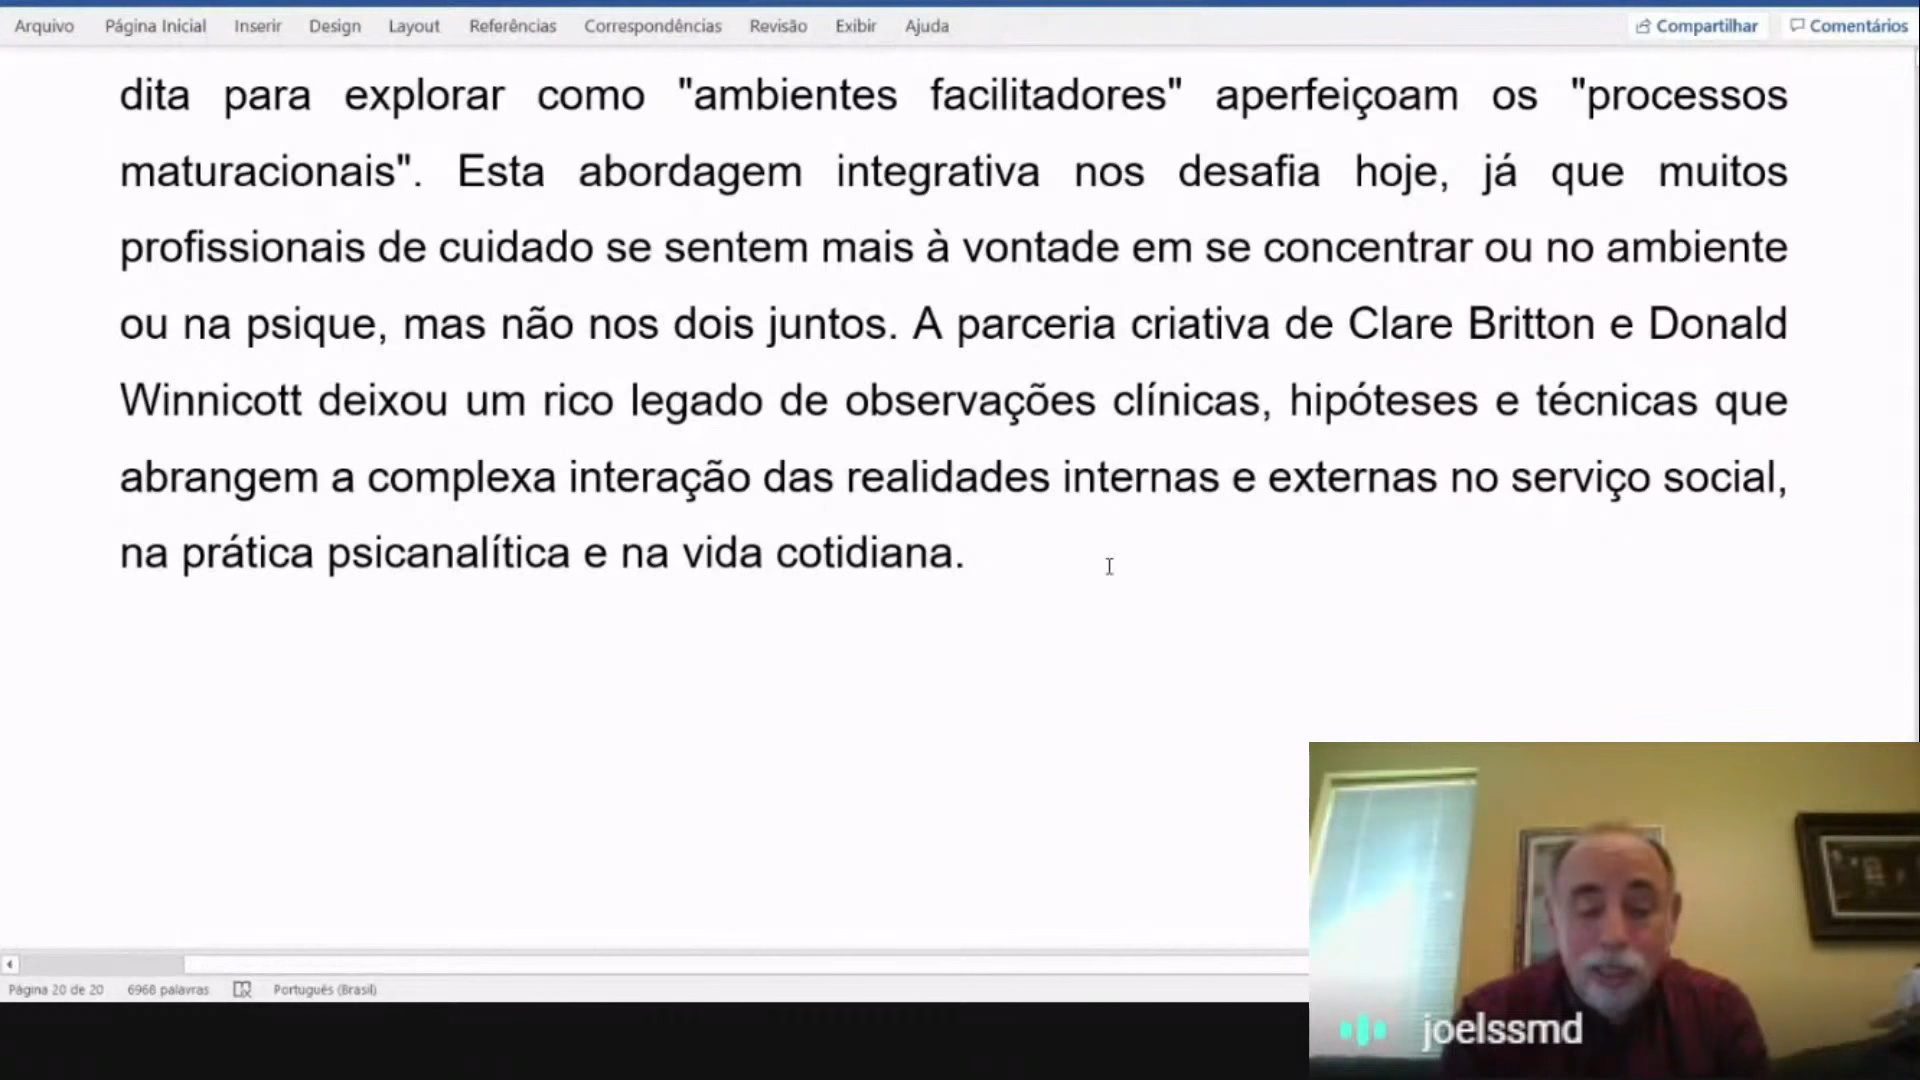 Arquivo Página Inicial Inserir Design Layout Referências Correspondências Revisão Exibir Ajuda Compartilhar Comentários
dita para explorar como "ambientes facilitadores" aperfeiçoam os "processos
maturacionais". Esta abordagem integrativa nos desafia hoje, já que muitos
profissionais de cuidado se sentem mais à vontade em se concentrar ou no ambiente
ou na psique, mas não nos dois juntos. A parceria criativa de Clare Britton e Donald
Winnicott deixou um rico legado de observações clínicas, hipóteses e técnicas que
abrangem a complexa interação das realidades internas e externas no serviço social,
na prática psicanalítica e na vida cotidiana.
Página 20 de 20 6968 palavras Português (Brasil)
joelssmd